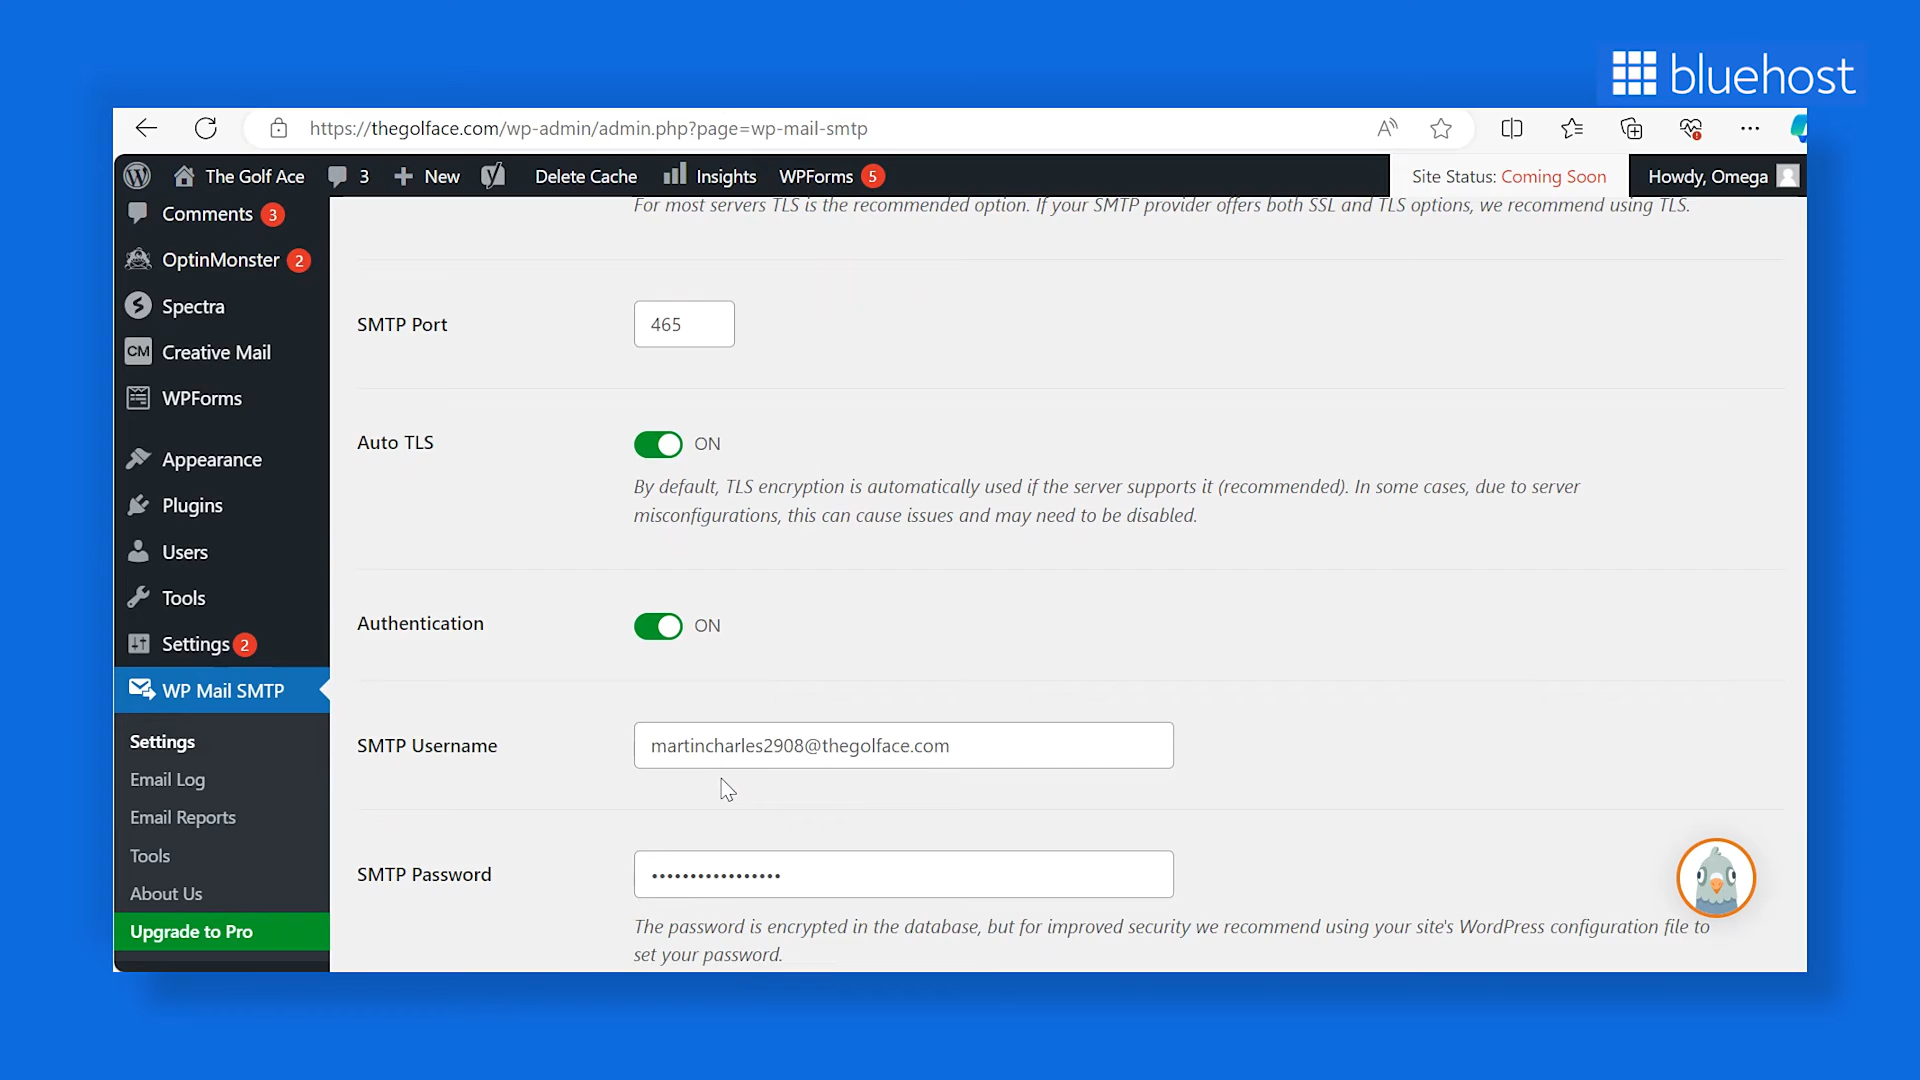 bluehost
https://thegolface.com/wp-admin/admin.php?page=wp-mail-smtp
The Golf Ace 3 New Delete Cache Insights WPForms 5 Site Status: Coming Soon Howdy, Omega
Comments 3
OptinMonster 2
Spectra
CM Creative Mail
WPForms
Appearance
Plugins
Users
Tools
Settings 2
WP Mail SMTP
Settings
Email Log
Email Reports
Tools
About Us
Upgrade to Pro
For most servers TLS is the recommended option. If your SMTP provider offers both SSL and TLS options, we recommend using TLS.
SMTP Port 465
Auto TLS ON
By default, TLS encryption is automatically used if the server supports it (recommended). In some cases, due to server
misconfigurations, this can cause issues and may need to be disabled.
Authentication ON
SMTP Username martincharles2908@thegolface.com
SMTP Password •••••••••••••••••
The password is encrypted in the database, but for improved security we recommend using your site's WordPress configuration file to
set your password.